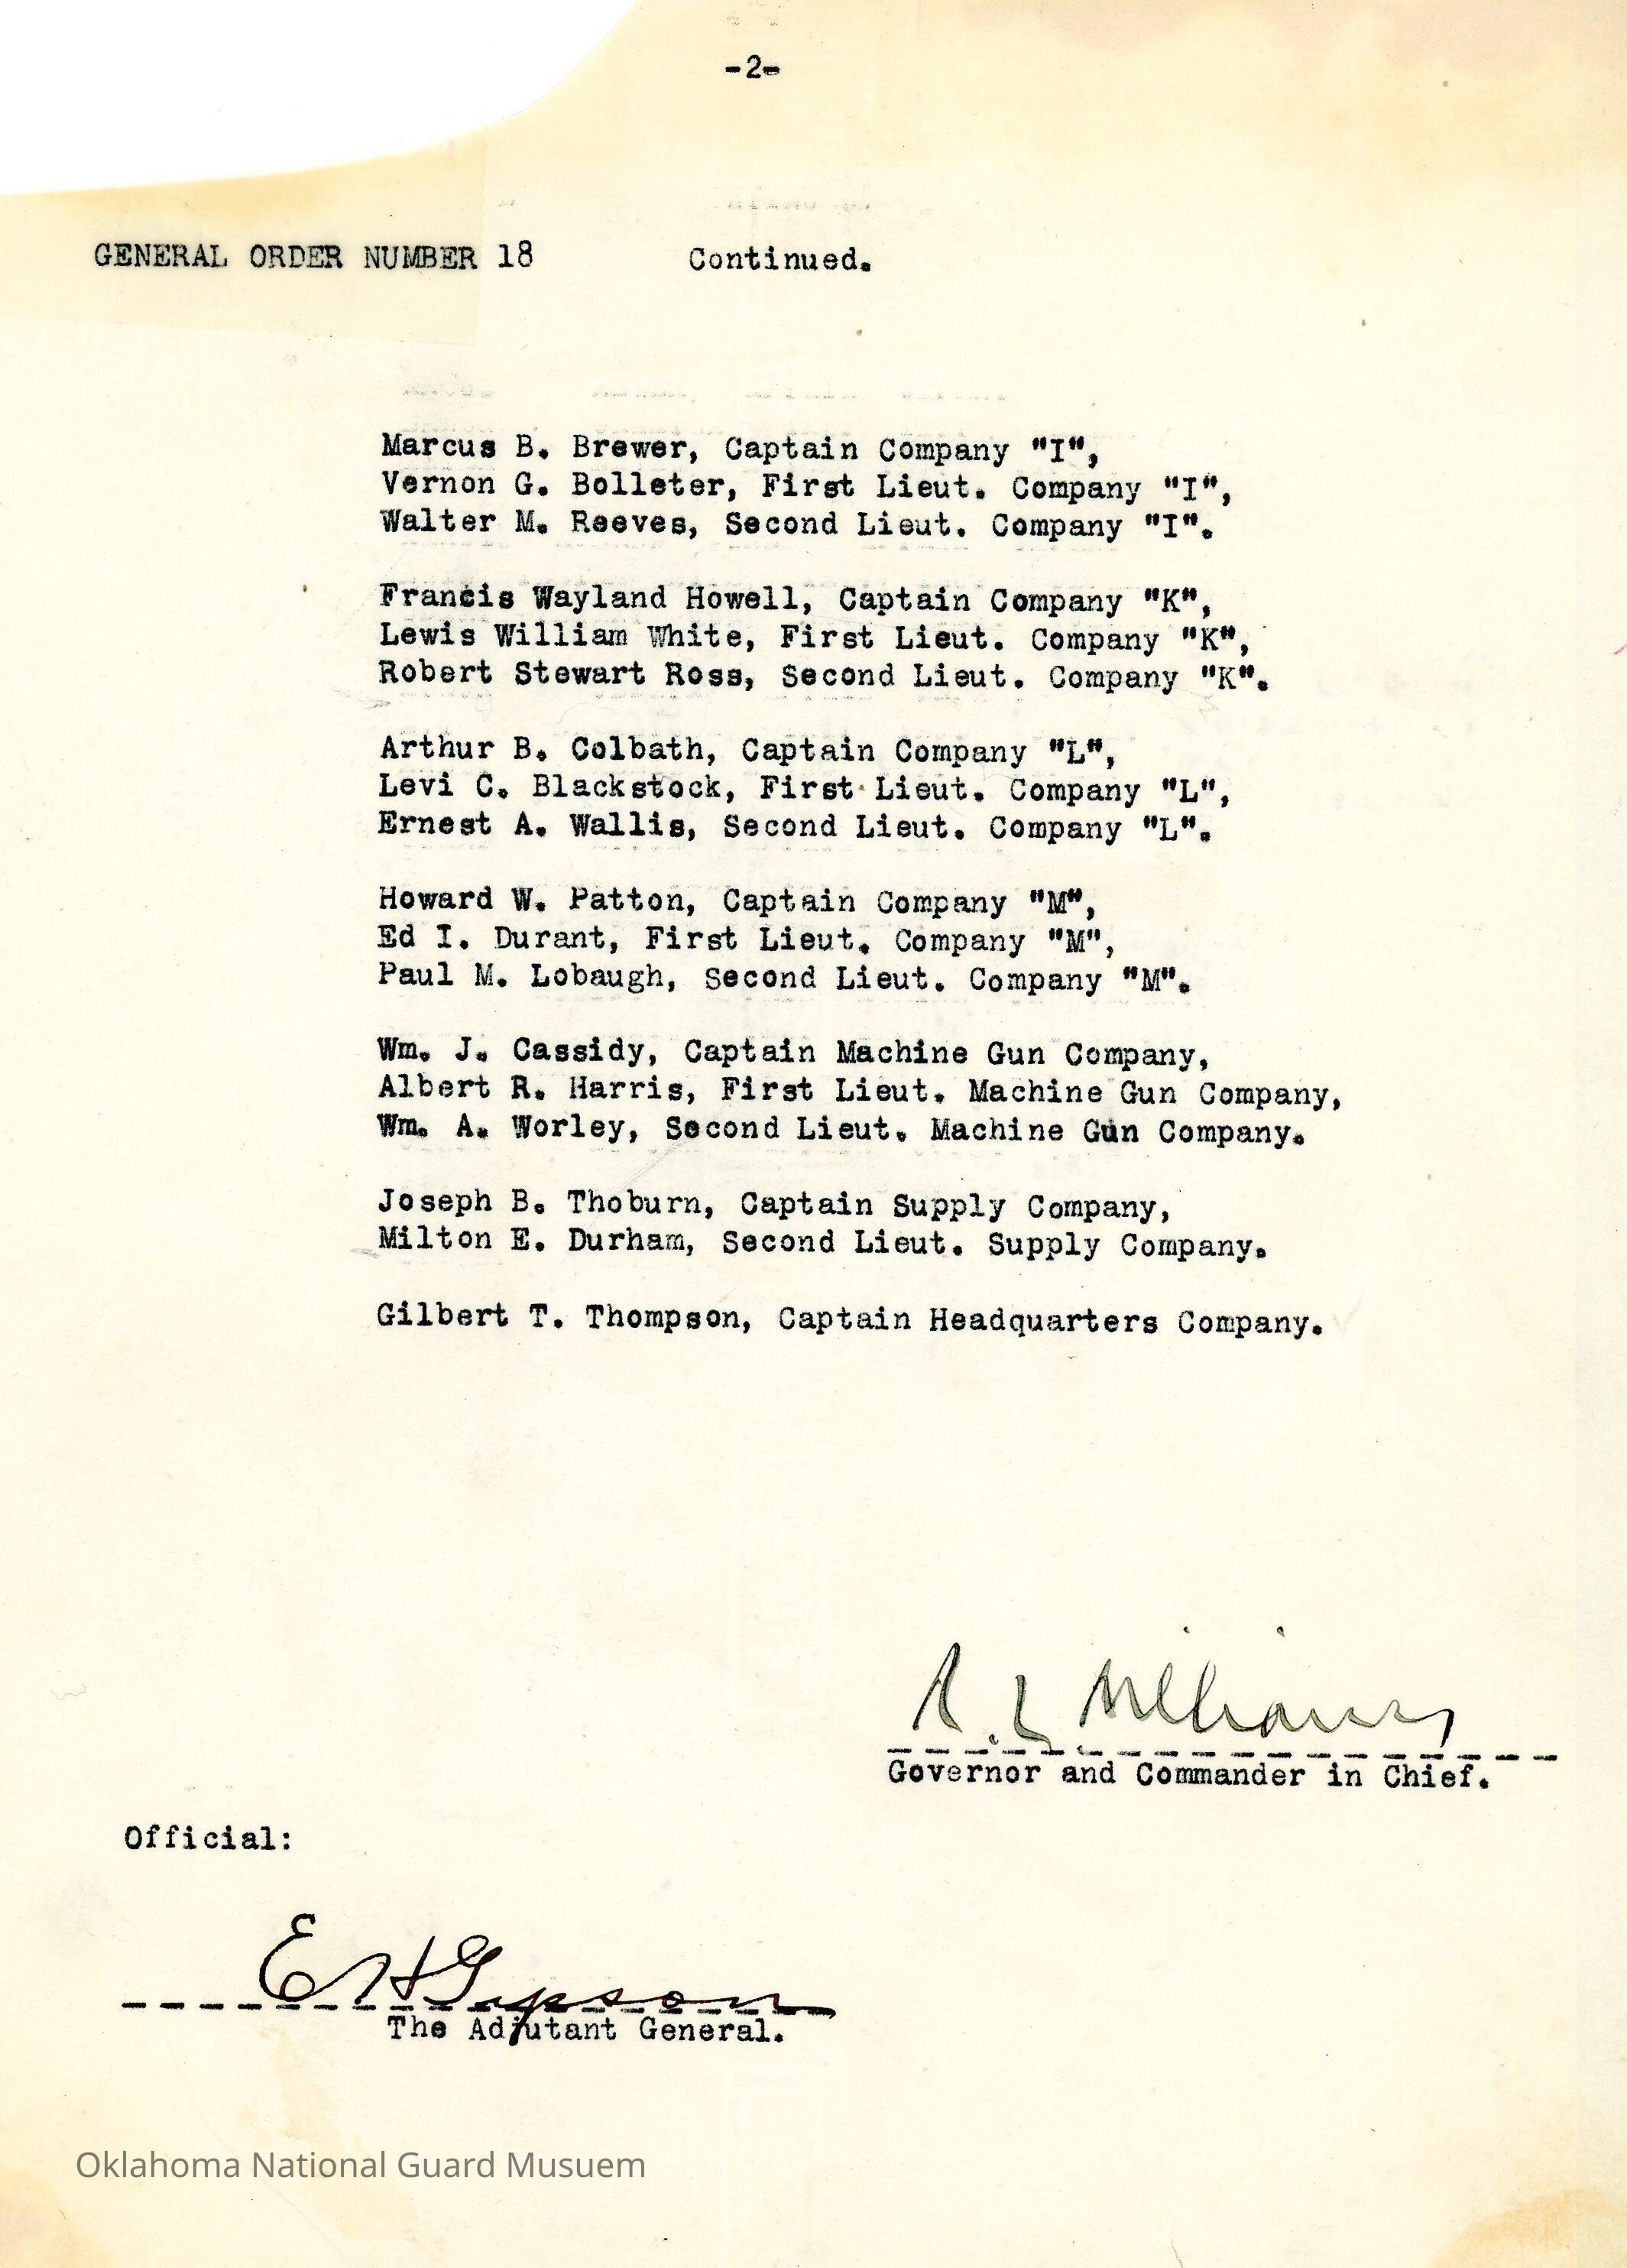 -2-
GENERAL ORDER NUMBER 18 Continued.
Marcus B. Brewer, Captain Company "I",
Vernon G. Bolleter, First Lieut. Company "I",
Walter M. Reeves, Second Lieut. Company "I".
Francis Wayland Howell, Captain Company "K",
Lewis William White, First Lieut. Company "K",
Robert Stewart Ross, Second Lieut. Company "K".
Arthur B. Colbath, Captain Company "L",
Levi C. Blackstock, First Lieut. Company "L",
Ernest A. Wallis, Second Lieut. Company "L".
Howard W. Patton, Captain Company "M",
Ed I. Durant, First Lieut. Company "M",
Paul M. Lobaugh, Second Lieut. Company "M".
Wm. J. Cassidy, Captain Machine Gun Company,
Albert R. Harris, First Lieut. Machine Gun Company,
Wm. A. Worley, Second Lieut. Machine Gun Company.
Joseph B. Thoburn, Captain Supply Company,
Milton E. Durham, Second Lieut. Supply Company.
Gilbert T. Thompson, Captain Headquarters Company.
R. L. Williams
Governor and Commander in Chief.
Official:
E H Gipson
The Adjutant General.
Oklahoma National Guard Musuem